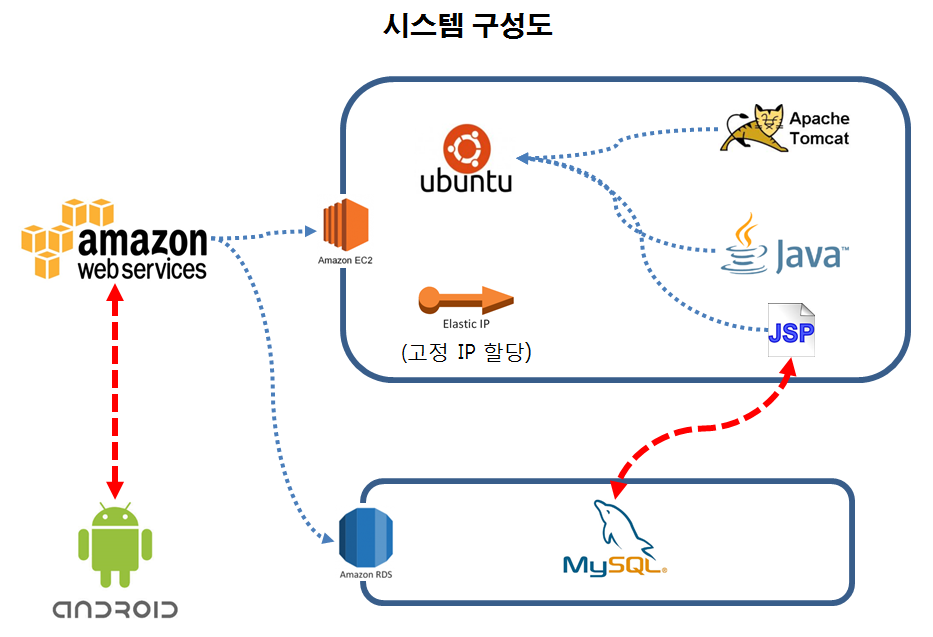 시스템 구성도
Apache
Tomcat
ubuntu
amazon
web services
Amazon EC2
Java™
Elastic IP
(고정 IP 할당)
JSP
Amazon RDS
MySQL®
ANDROID